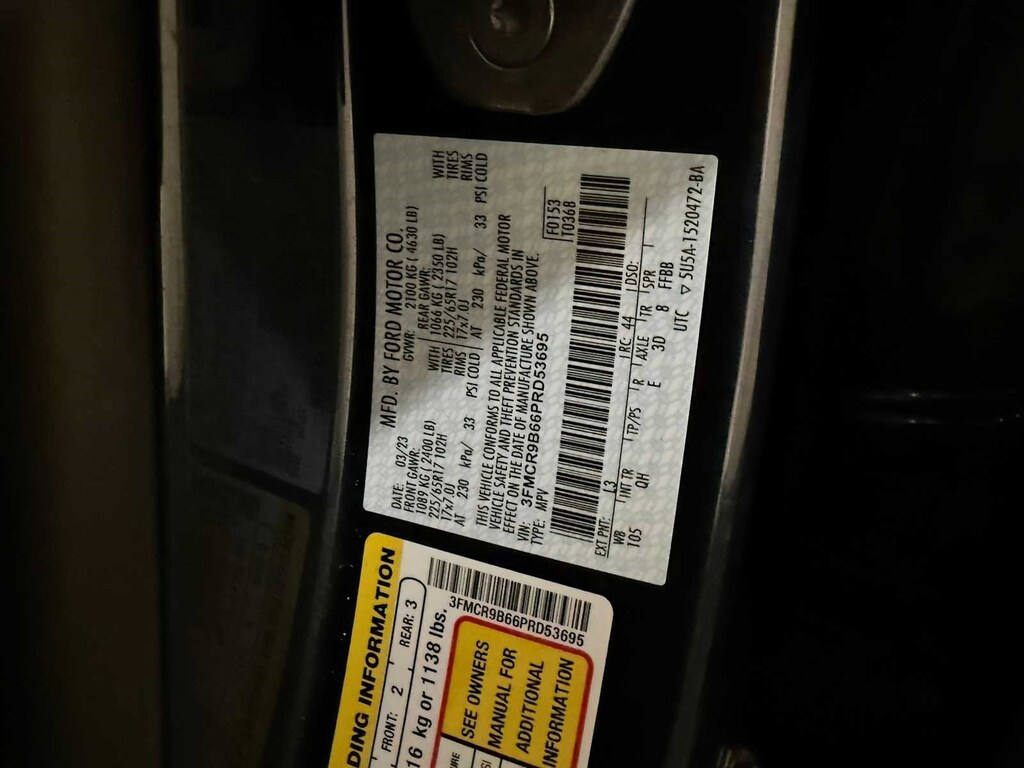 MFD. BY FORD MOTOR CO.
DATE: 03/23 GVWR: 2100 KG ( 4630 LB)
FRONT GAWR: REAR GAWR:
1089 KG ( 2400 LB) WITH 1066 KG ( 2350 LB) WITH
225/65R17 102H TIRES 225/65R17 102H TIRES
17x7.0J RIMS 17x7.0J RIMS
AT 230 kPa/ 33 PSI COLD AT 230 kPa/ 33 PSI COLD
THIS VEHICLE CONFORMS TO ALL APPLICABLE FEDERAL MOTOR
VEHICLE SAFETY AND THEFT PREVENTION STANDARDS IN
EFFECT ON THE DATE OF MANUFACTURE SHOWN ABOVE.
VIN: 3FMCR9B66PRD53695
TYPE: MPV
F0153
T0368
EXT PNT: J3 RC: 44 DSO:
WB INT TR TP/PS R AXLE TR SPR
105 QH E 3D 8 FFBB
UTC ▽ 5U5A-1520472-BA
DING INFORMATION
FRONT: 2 REAR: 3
16 kg or 1138 lbs.
3FMCR9B66PRD53695
SEE OWNERS
MANUAL FOR
ADDITIONAL
INFORMATION